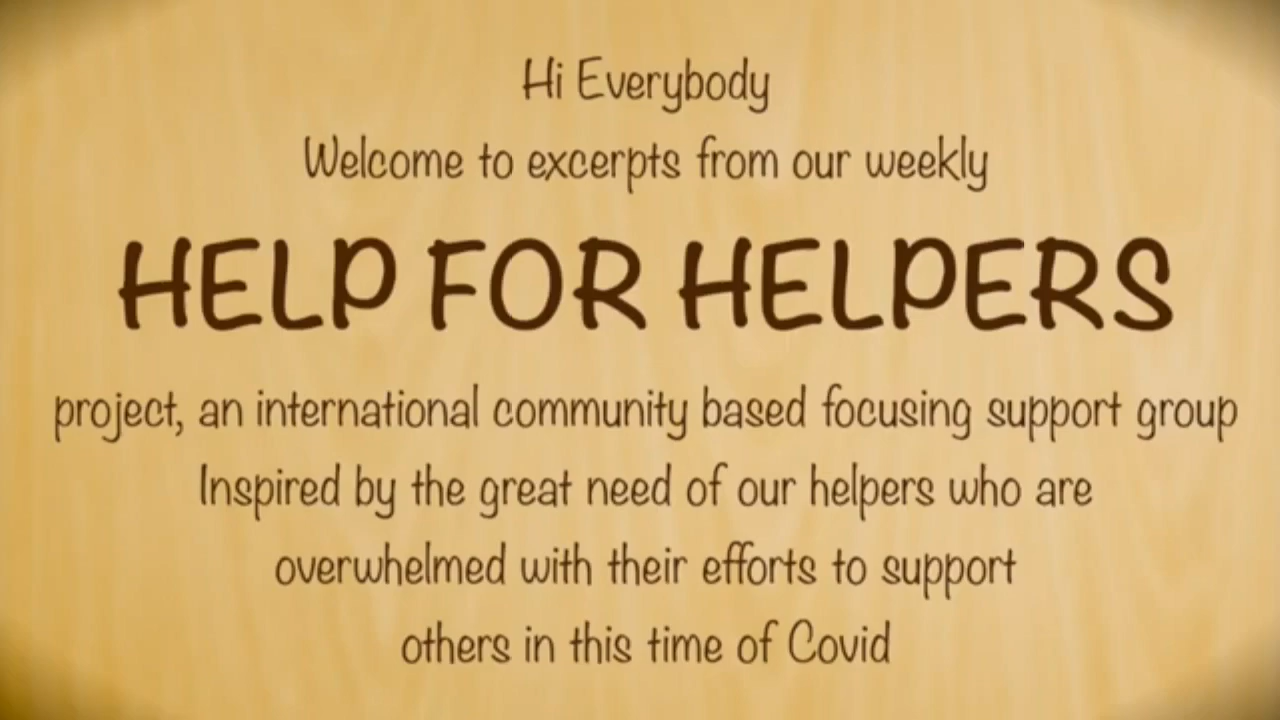 Hi Everybody
Welcome to excerpts from our weekly
HELP FOR HELPERS
project, an international community based focusing support group
Inspired by the great need of our helpers who are
overwhelmed with their efforts to support
others in this time of Covid